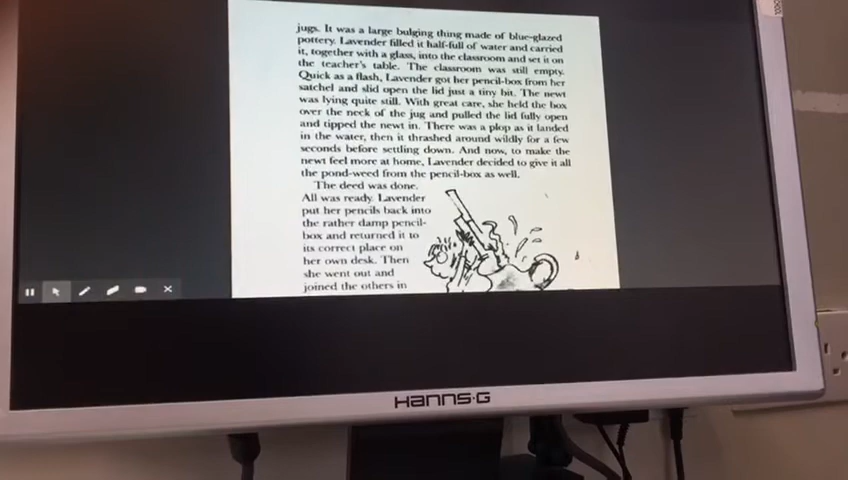 jugs. It was a large bulging thing made of blue-glazed
pottery. Lavender filled it half-full of water and carried
it, together with a glass, into the classroom and set it on
the teacher's table. The classroom was still empty.
Quick as a flash, Lavender got her pencil-box from her
satchel and slid open the lid just a tiny bit. The newt
was lying quite still. With great care, she held the box
over the neck of the jug and pulled the lid fully open
and tipped the newt in. There was a plop as it landed
in the water, then it thrashed around wildly for a few
seconds before settling down. And now, to make the
newt feel more at home, Lavender decided to give it all
the pond-weed from the pencil-box as well.
The deed was done.
All was ready. Lavender
put her pencils back into
the rather damp pencil-
box and returned it to
its correct place on
her own desk. Then
she went out and
joined the others in
HANNS·G